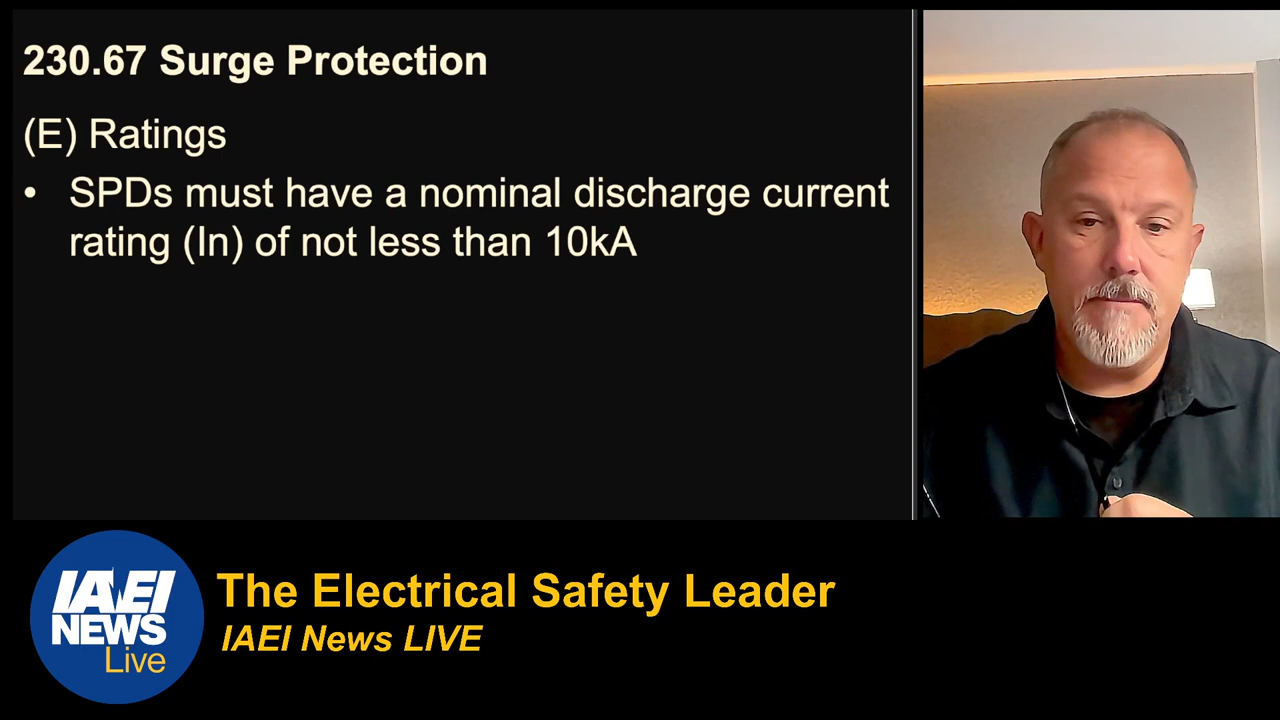 230.67 Surge Protection
(E) Ratings
• SPDs must have a nominal discharge current
rating (In) of not less than 10kA
IAEI
NEWS
Live
The Electrical Safety Leader
IAEI News LIVE